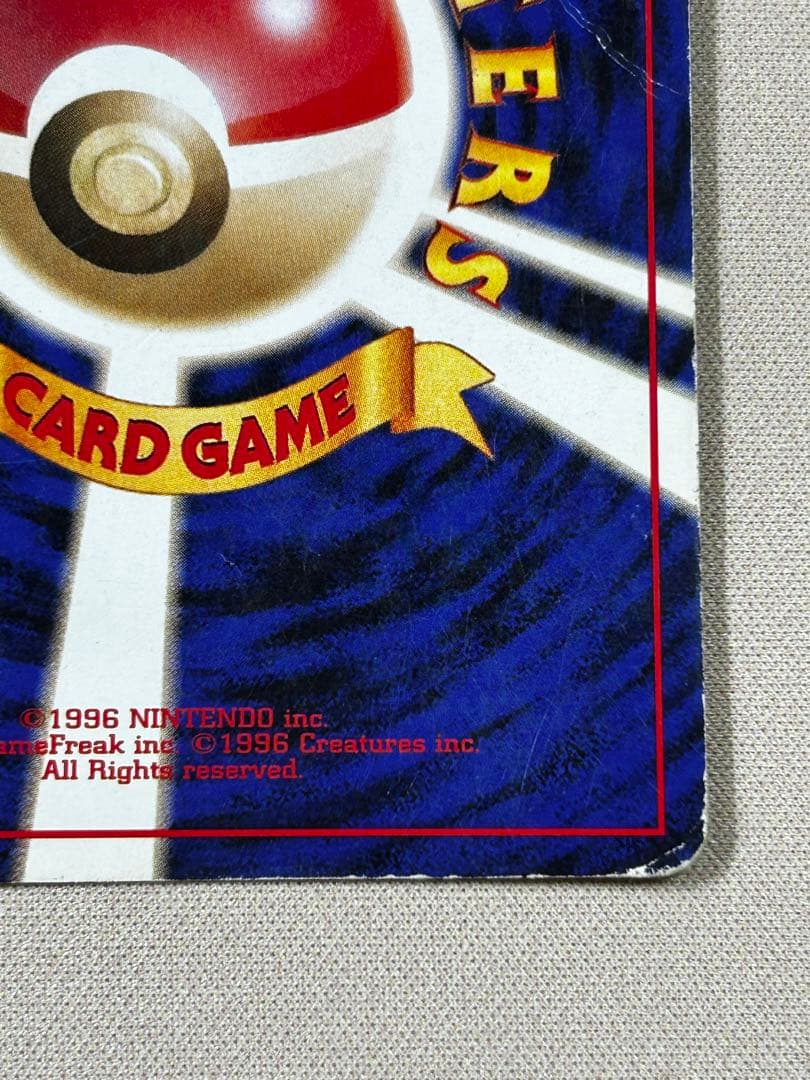 ERS
CARD GAME
©1996 NINTENDO inc.
ameFreak inc. ©1996 Creatures inc.
All Rights reserved.